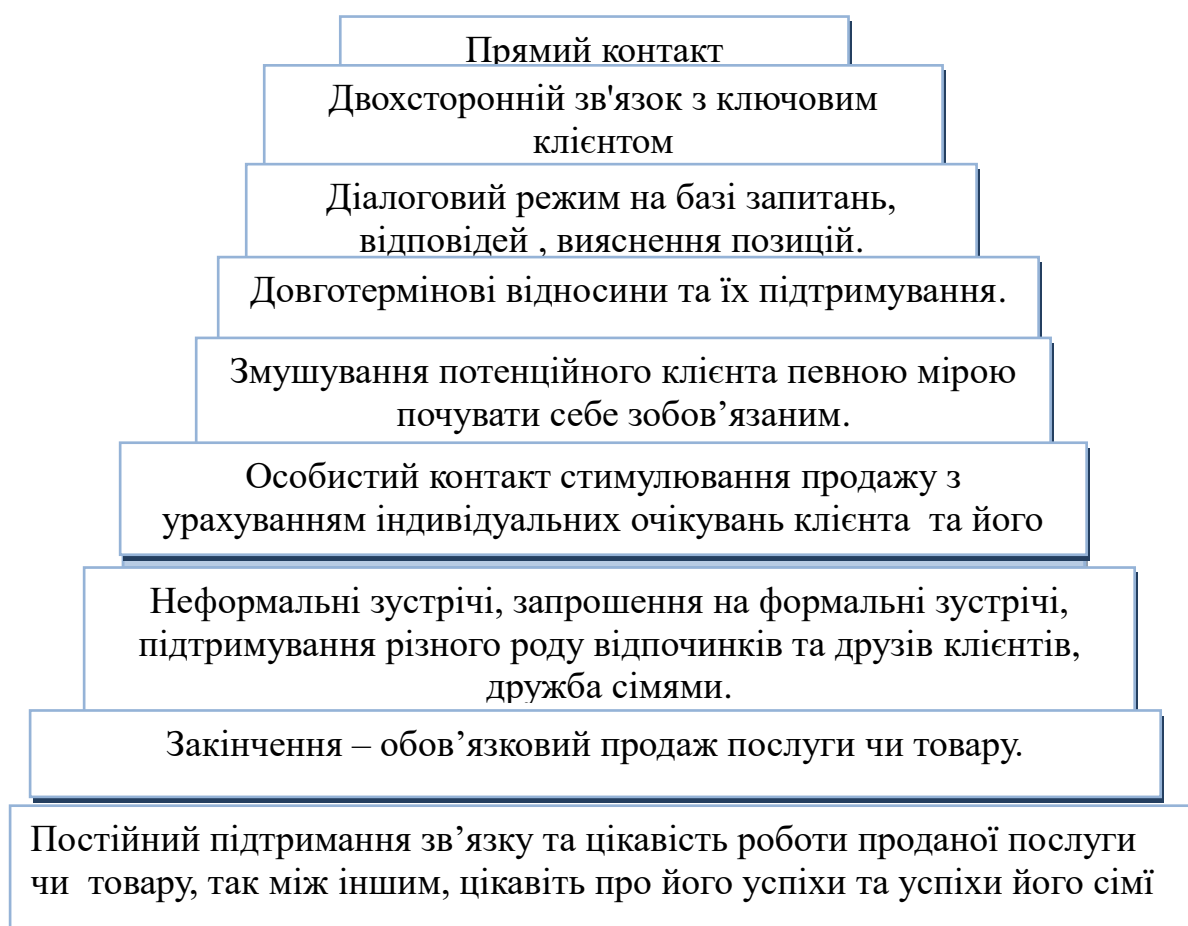 Прямий контакт
Двохсторонній зв'язок з ключовим
клієнтом
Діалоговий режим на базі запитань,
відповідей , вияснення позицій.
Довготермінові відносини та їх підтримування.
Змушування потенційного клієнта певною мірою
почувати себе зобов’язаним.
Особистий контакт стимулювання продажу з
урахуванням індивідуальних очікувань клієнта та його
Неформальні зустрічі, запрошення на формальні зустрічі,
підтримування різного роду відпочинків та друзів клієнтів,
дружба сімями.
Закінчення – обов’язковий продаж послуги чи товару.
Постійний підтримання зв’язку та цікавість роботи проданої послуги
чи товару, так між іншим, цікавіть про його успіхи та успіхи його сімї